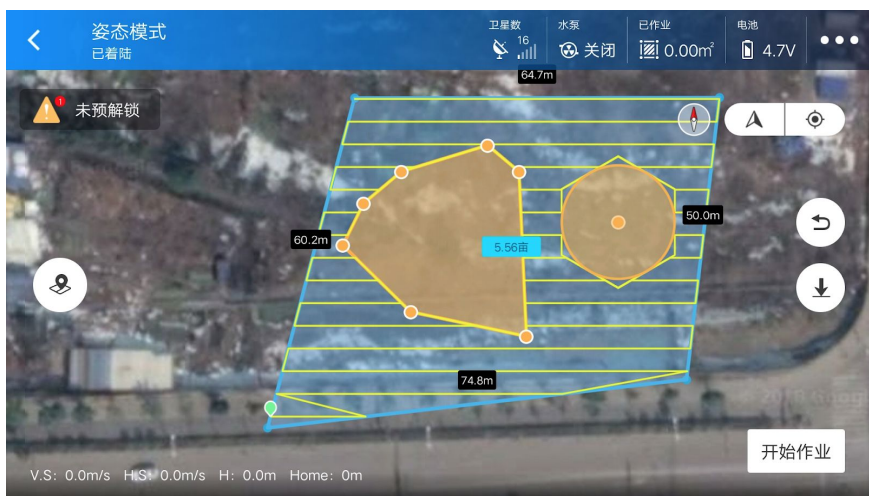 姿态模式
已着陆
卫星数
16
水泵
关闭
已作业
0.00m²
电池
4.7V
64.7m
1
未预解锁
60.2m
50.0m
5.56亩
74.8m
开始作业
V.S: 0.0m/s H.S: 0.0m/s H: 0.0m Home: 0m